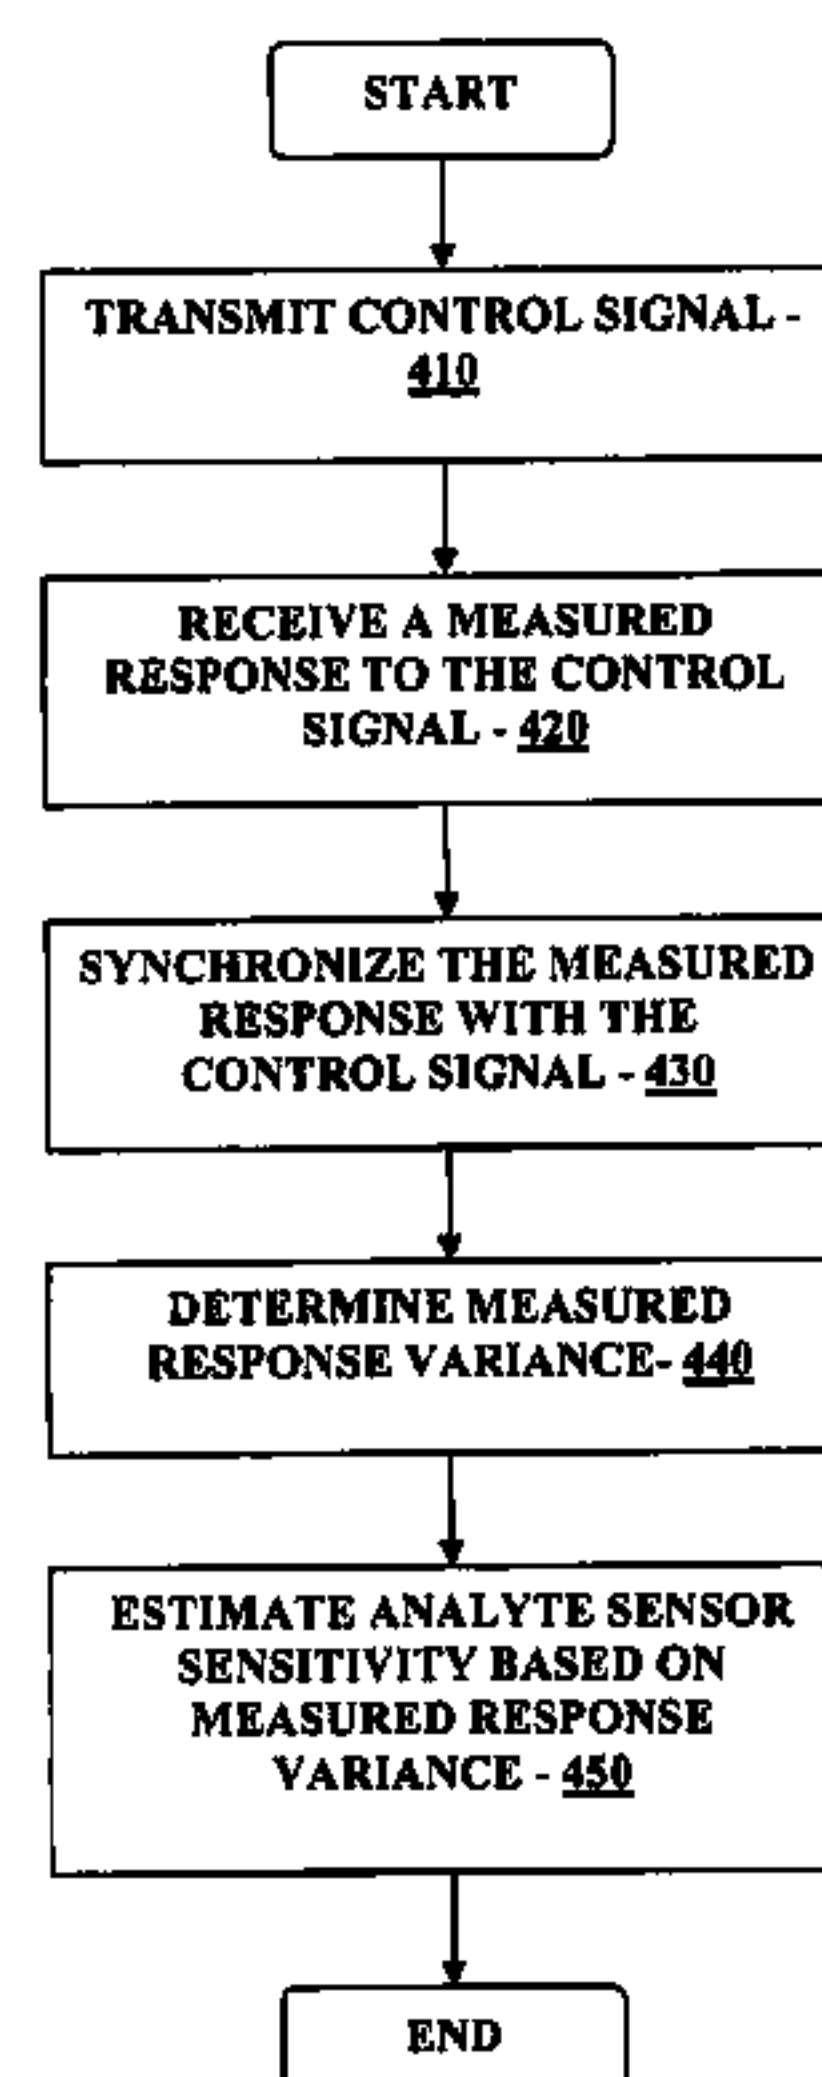 START
TRANSMIT CONTROL SIGNAL -
410
RECEIVE A MEASURED
RESPONSE TO THE CONTROL
SIGNAL - 420
SYNCHRONIZE THE MEASURED
RESPONSE WITH THE
CONTROL SIGNAL - 430
DETERMINE MEASURED
RESPONSE VARIANCE- 440
ESTIMATE ANALYTE SENSOR
SENSITIVITY BASED ON
MEASURED RESPONSE
VARIANCE - 450
END